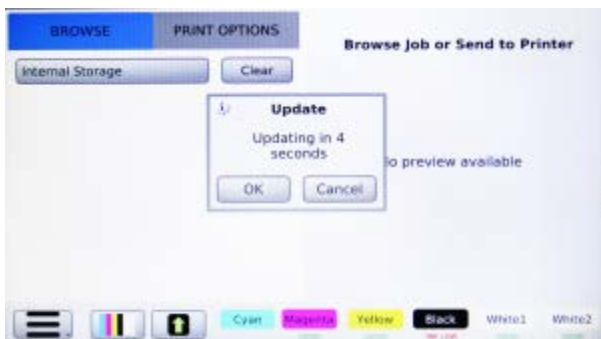 BROWSE
PRINT OPTIONS
Browse Job or Send to Printer
Internal Storage
Clear
Update
Updating in 4
seconds
o preview available
OK
Cancel
Cyan
Magenta
Yellow
Black
White1
White2